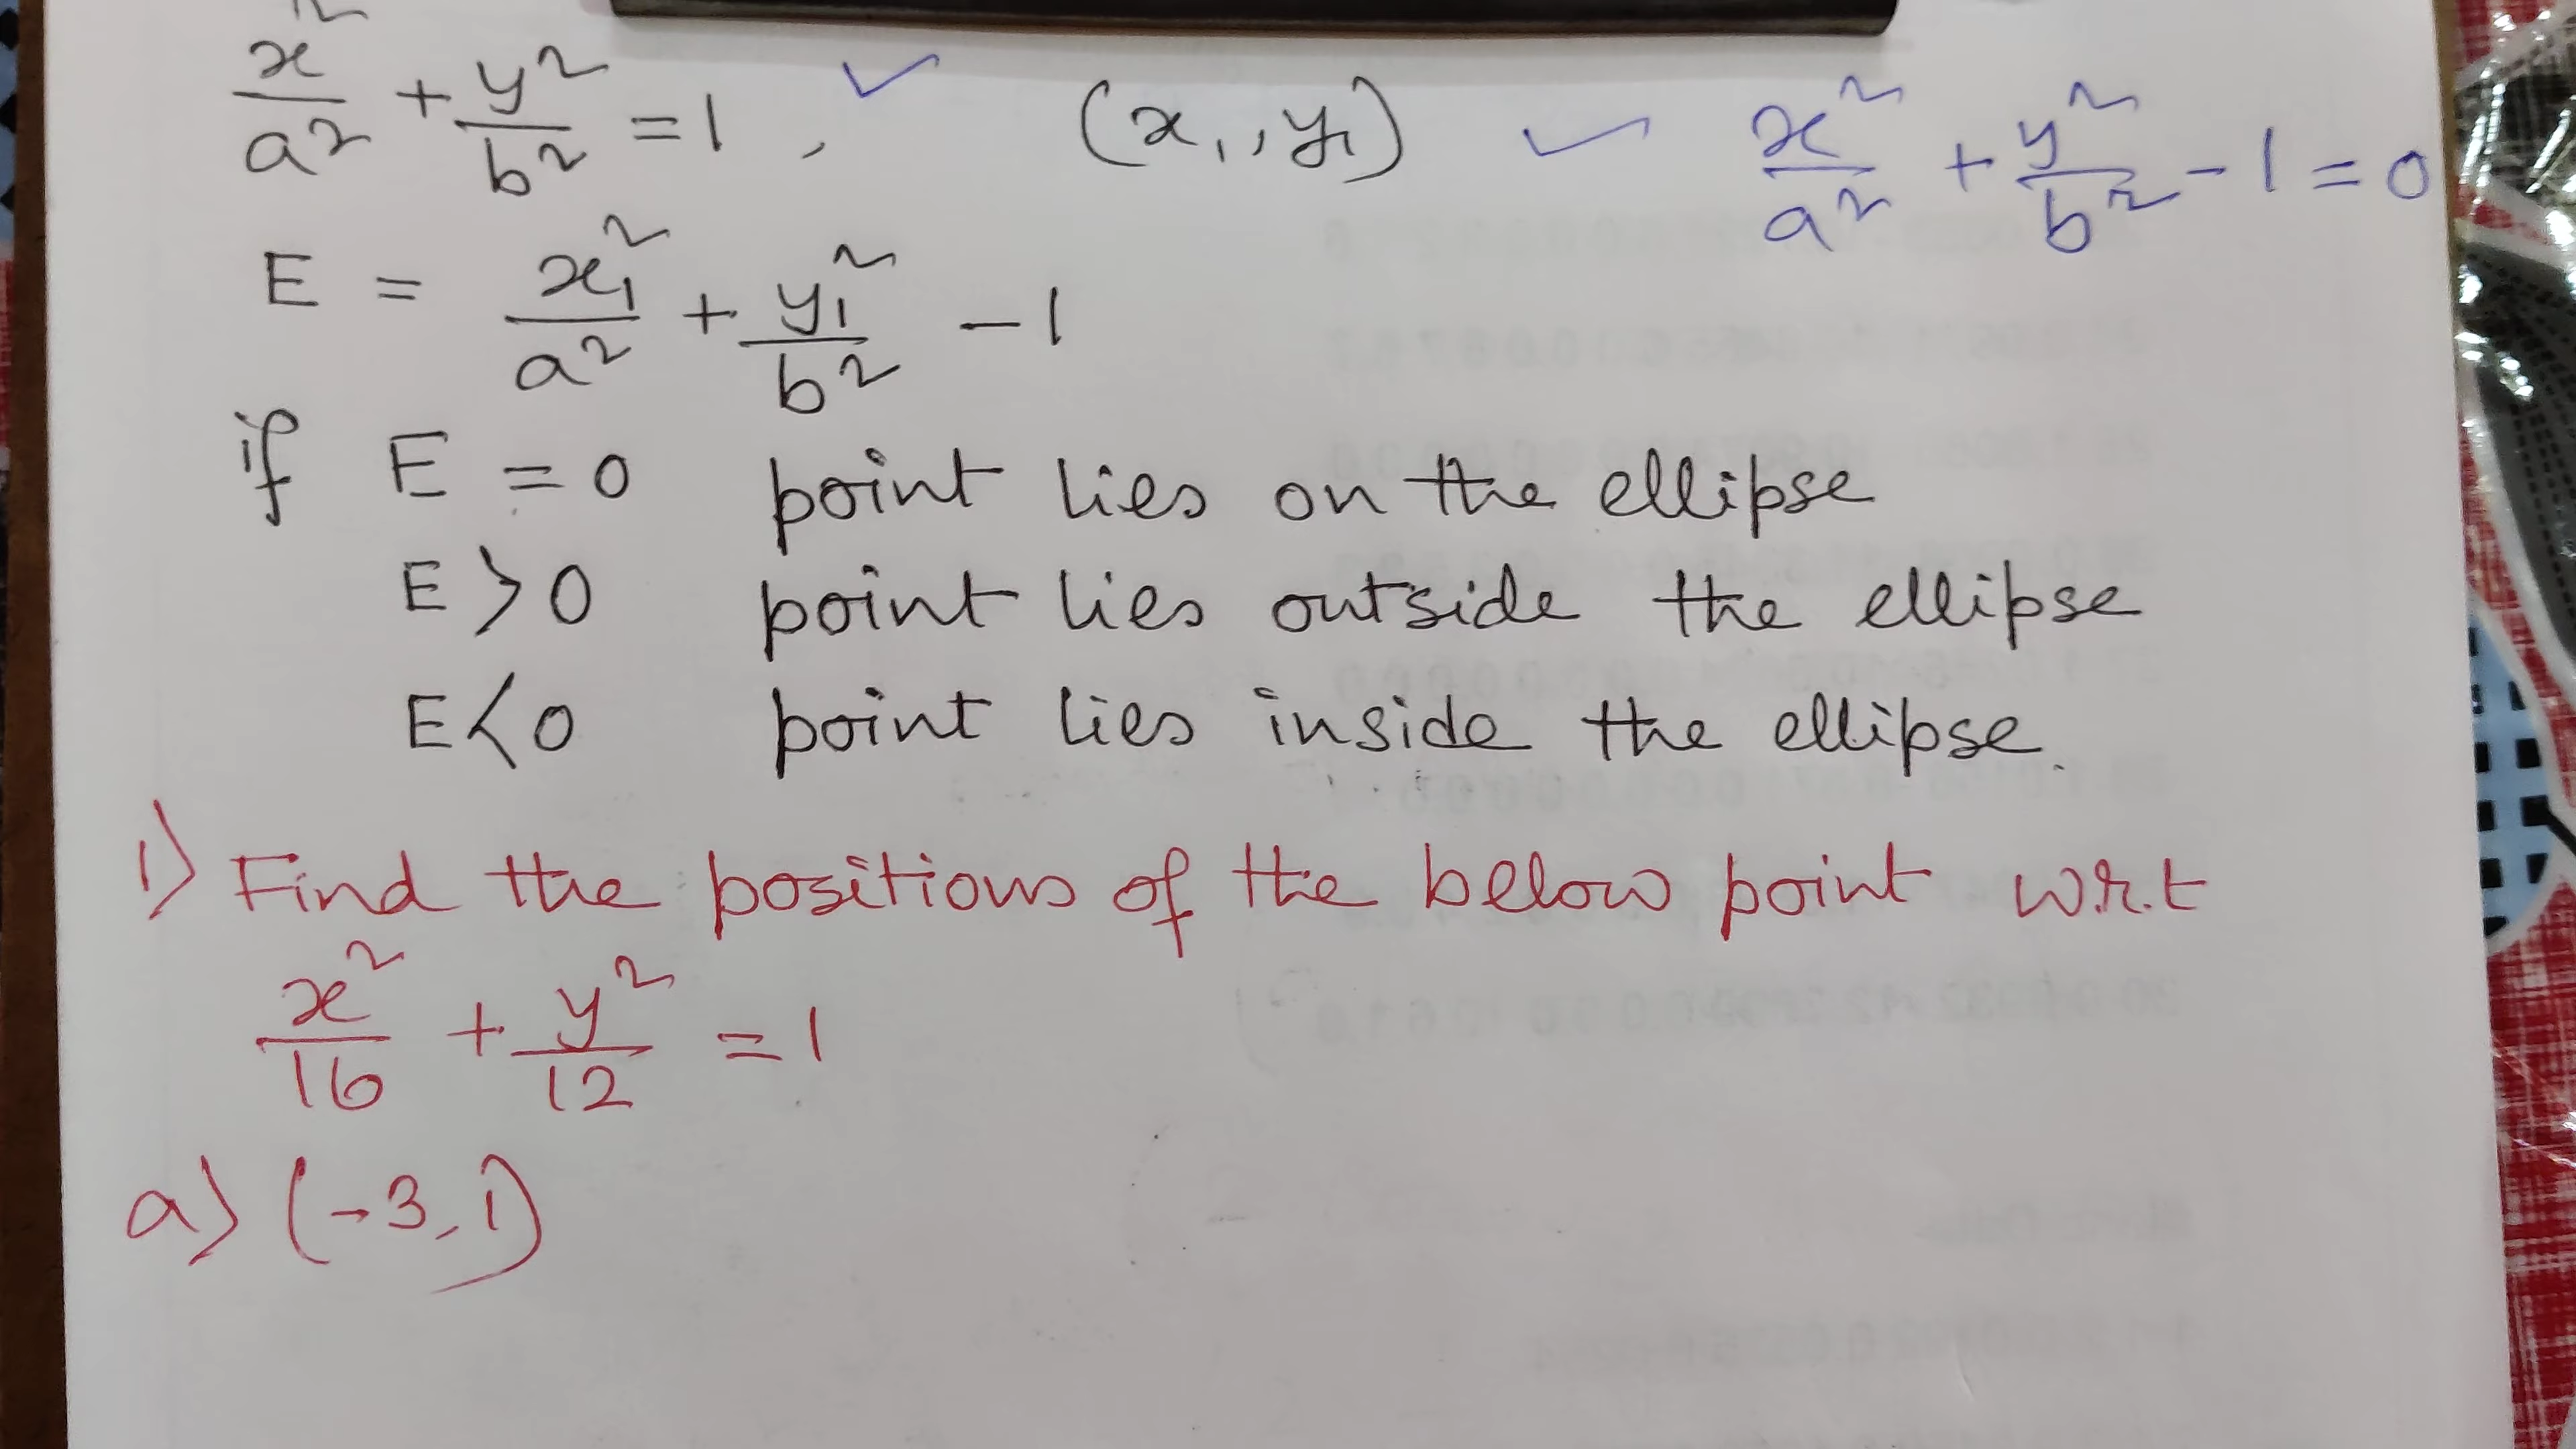 x²/a² + y²/b² = 1, ✓ (x₁, y₁) ✓ x²/a² + y²/b² - 1 = 0
E = x₁²/a² + y₁²/b² - 1
if E = 0 point lies on the ellipse
E > 0 point lies outside the ellipse
E < 0 point lies inside the ellipse.
1) Find the positions of the below point w.r.t
x²/16 + y²/12 = 1
a) (-3, 1)